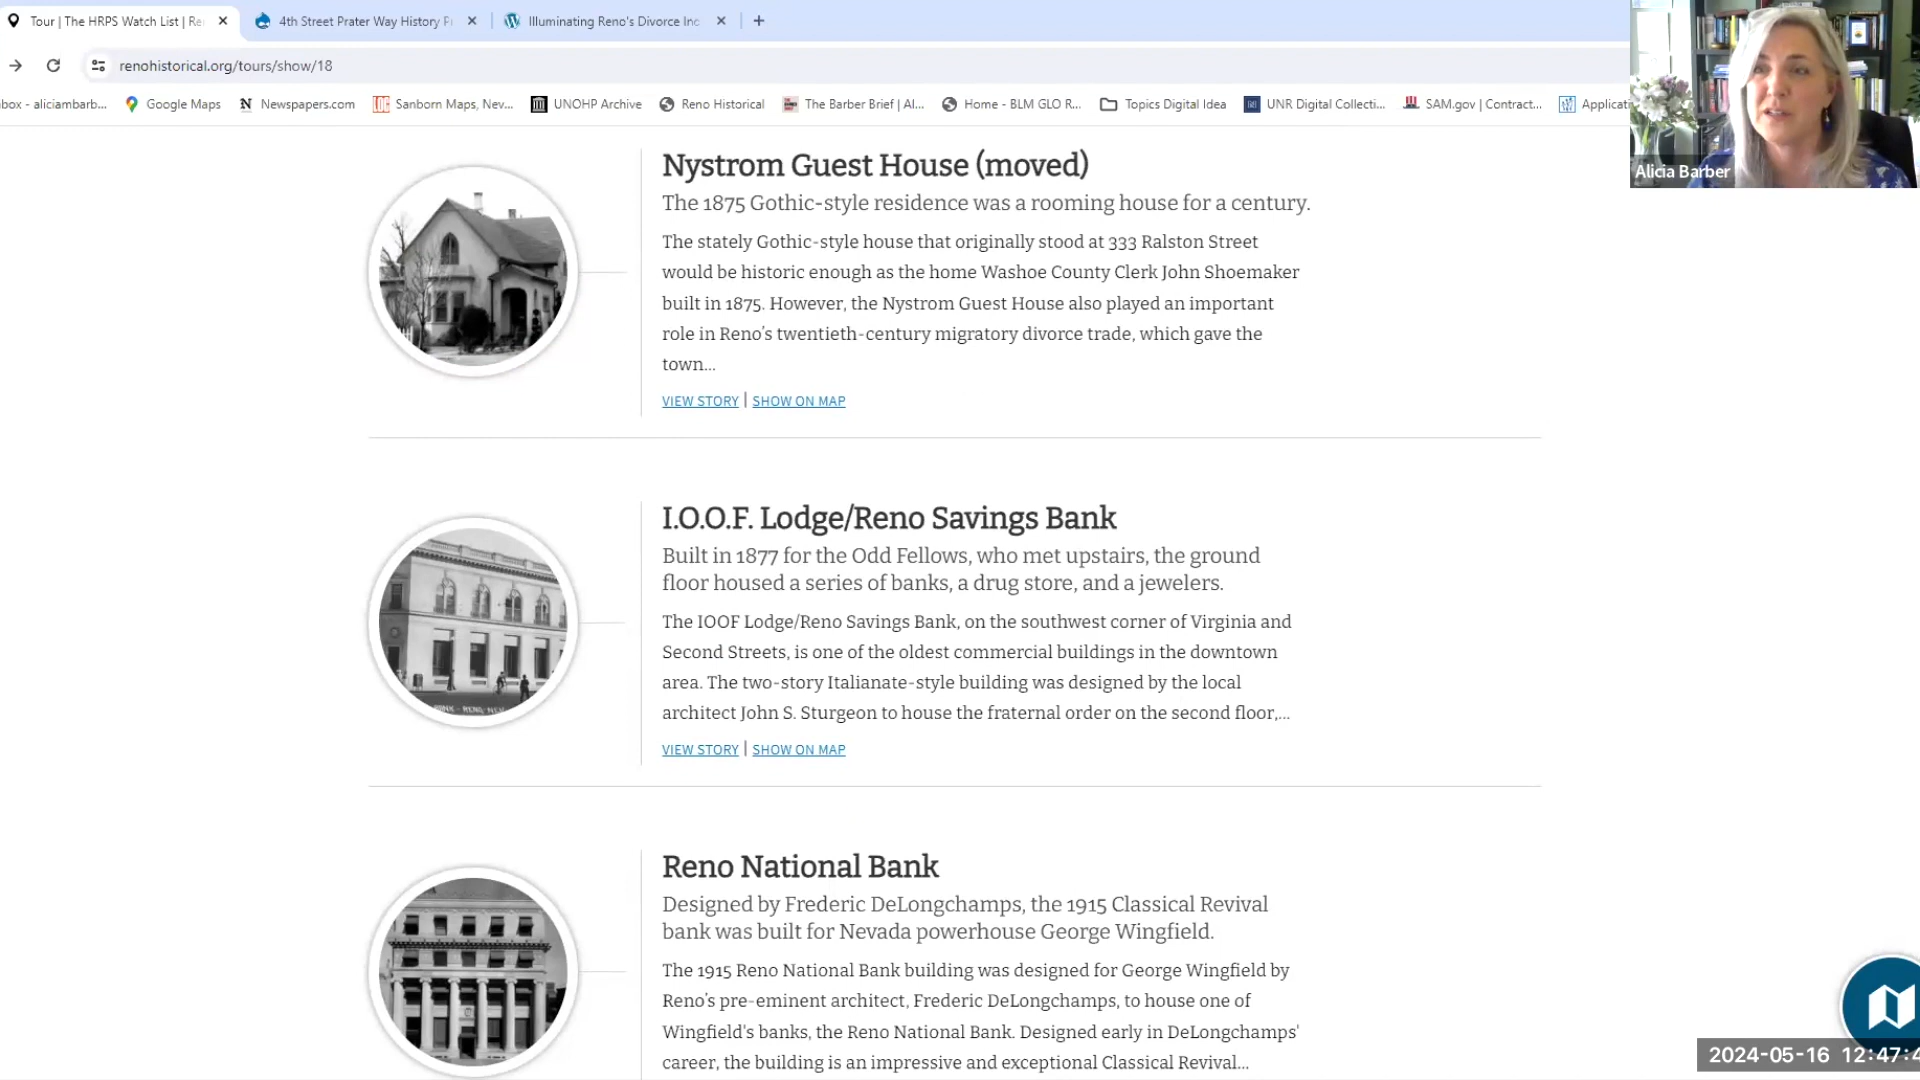 Tour | The HRPS Watch List | Re
4th Street Prater Way History P
Illuminating Reno's Divorce Ind
renohistorical.org/tours/show/18
box - aliciambarb...
Google Maps
Newspapers.com
Sanborn Maps, Nev...
UNOHP Archive
Reno Historical
The Barber Brief | Al...
Home - BLM GLO R...
Topics Digital Idea
UNR Digital Collecti...
SAM.gov | Contract...
Applicati
Alicia Barber
Nystrom Guest House (moved)
The 1875 Gothic-style residence was a rooming house for a century.
The stately Gothic-style house that originally stood at 333 Ralston Street
would be historic enough as the home Washoe County Clerk John Shoemaker
built in 1875. However, the Nystrom Guest House also played an important
role in Reno’s twentieth-century migratory divorce trade, which gave the
town...
VIEW STORY | SHOW ON MAP
I.O.O.F. Lodge/Reno Savings Bank
Built in 1877 for the Odd Fellows, who met upstairs, the ground
floor housed a series of banks, a drug store, and a jewelers.
The IOOF Lodge/Reno Savings Bank, on the southwest corner of Virginia and
Second Streets, is one of the oldest commercial buildings in the downtown
area. The two-story Italianate-style building was designed by the local
architect John S. Sturgeon to house the fraternal order on the second floor,...
VIEW STORY | SHOW ON MAP
Reno National Bank
Designed by Frederic DeLongchamps, the 1915 Classical Revival
bank was built for Nevada powerhouse George Wingfield.
The 1915 Reno National Bank building was designed for George Wingfield by
Reno’s pre-eminent architect, Frederic DeLongchamps, to house one of
Wingfield's banks, the Reno National Bank. Designed early in DeLongchamps'
career, the building is an impressive and exceptional Classical Revival...
2024-05-16 12:47:4